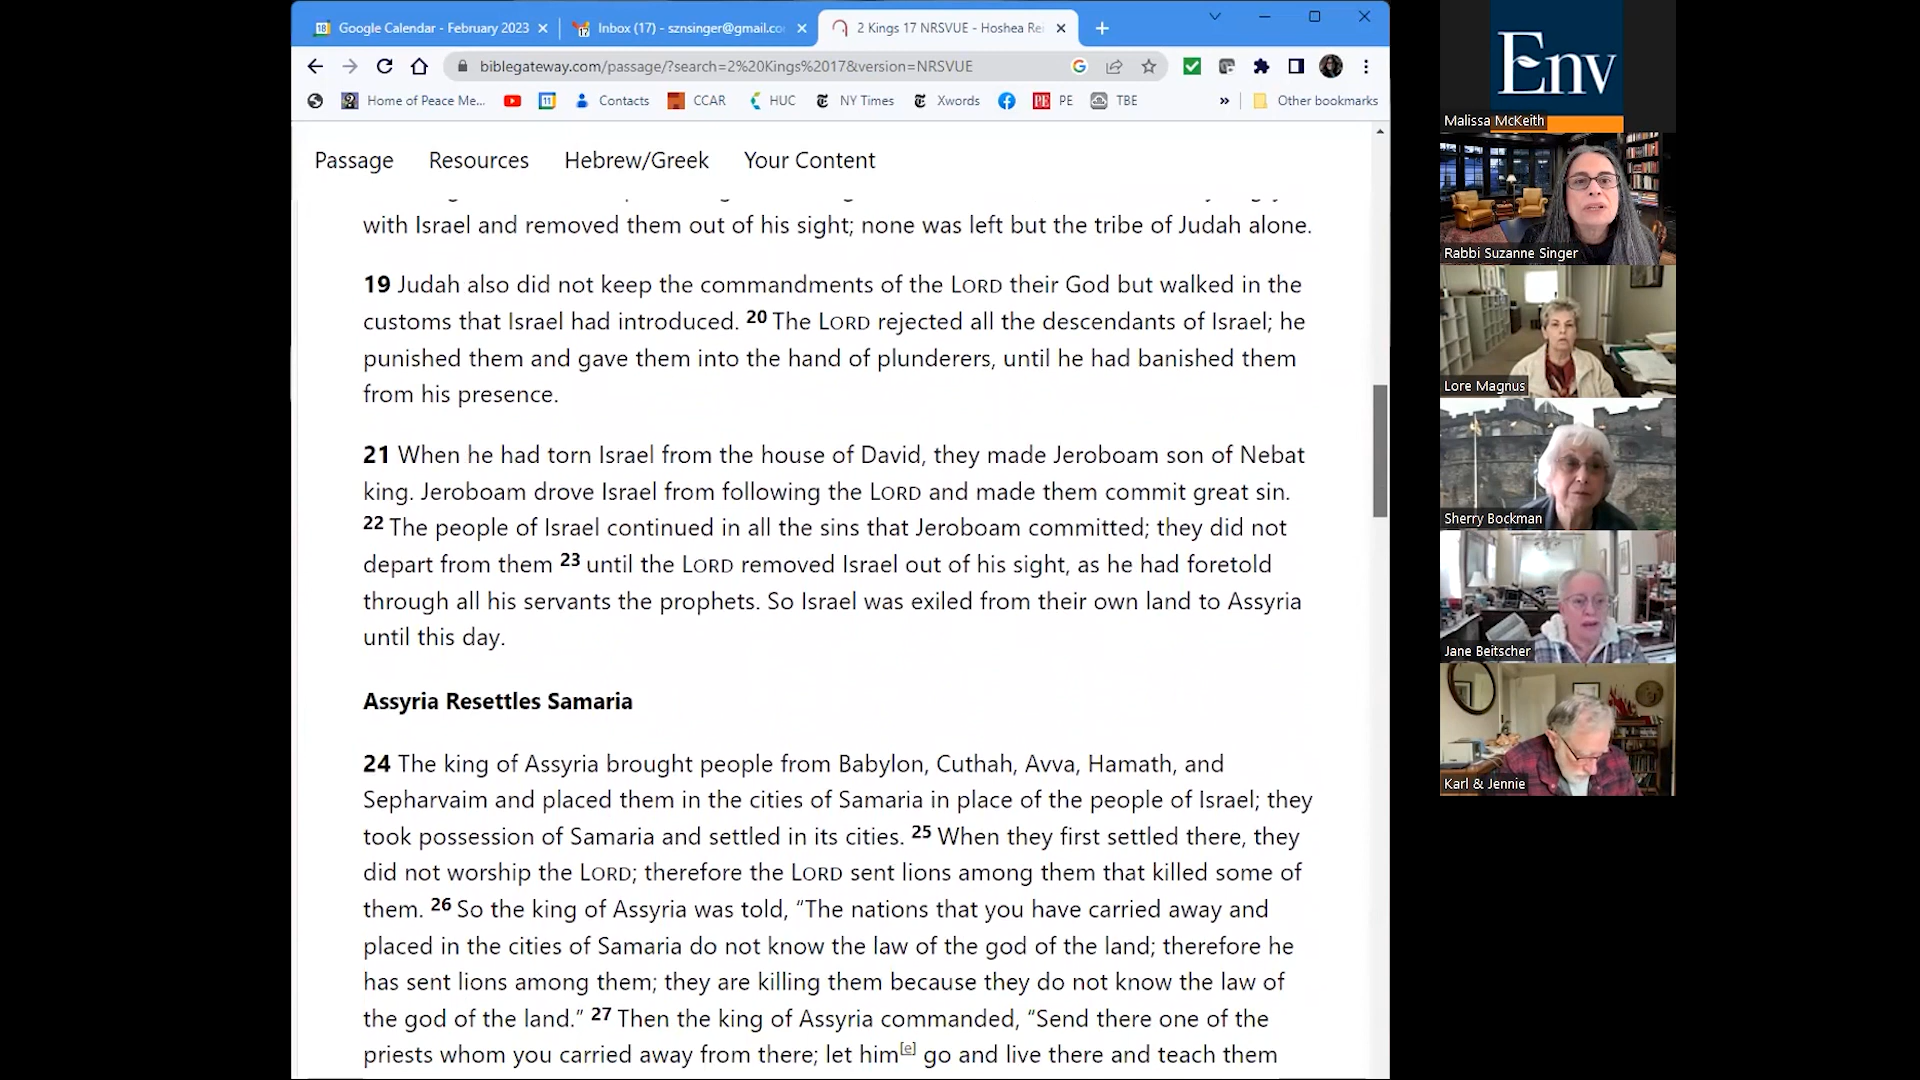 Google Calendar - February 2023
Inbox (17) - sznsinger@gmail.co
2 Kings 17 NRSVUE - Hoshea Rei
biblegateway.com/passage/?search=2%20Kings%2017&version=NRSVUE
Home of Peace Me...
11
Contacts
CCAR
HUC
NY Times
Xwords
PE
PE
TBE
»
Other bookmarks
Passage
Resources
Hebrew/Greek
Your Content
with Israel and removed them out of his sight; none was left but the tribe of Judah alone.
19 Judah also did not keep the commandments of the LORD their God but walked in the
customs that Israel had introduced. 20 The LORD rejected all the descendants of Israel; he
punished them and gave them into the hand of plunderers, until he had banished them
from his presence.
21 When he had torn Israel from the house of David, they made Jeroboam son of Nebat
king. Jeroboam drove Israel from following the LORD and made them commit great sin.
22 The people of Israel continued in all the sins that Jeroboam committed; they did not
depart from them 23 until the LORD removed Israel out of his sight, as he had foretold
through all his servants the prophets. So Israel was exiled from their own land to Assyria
until this day.
Assyria Resettles Samaria
24 The king of Assyria brought people from Babylon, Cuthah, Avva, Hamath, and
Sepharvaim and placed them in the cities of Samaria in place of the people of Israel; they
took possession of Samaria and settled in its cities. 25 When they first settled there, they
did not worship the LORD; therefore the LORD sent lions among them that killed some of
them. 26 So the king of Assyria was told, “The nations that you have carried away and
placed in the cities of Samaria do not know the law of the god of the land; therefore he
has sent lions among them; they are killing them because they do not know the law of
the god of the land.” 27 Then the king of Assyria commanded, “Send there one of the
priests whom you carried away from there; let him[e] go and live there and teach them
Env
Malissa McKeith
Rabbi Suzanne Singer
Lore Magnus
Sherry Bockman
Jane Beitscher
Karl & Jennie